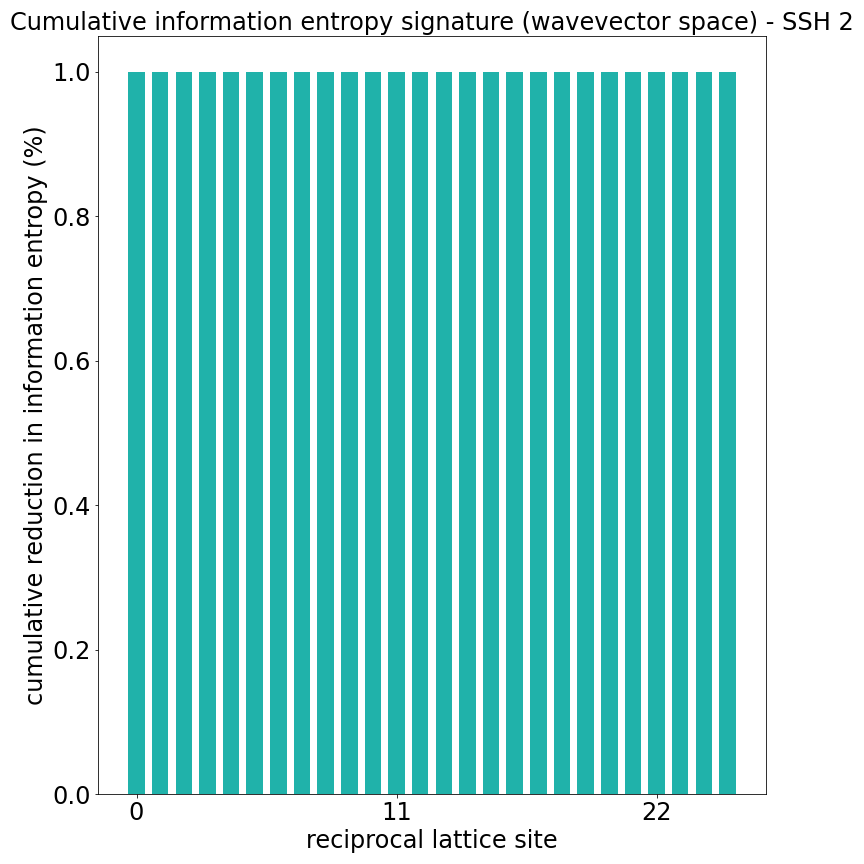 Cumulative information entropy signature (wavevector space) - SSH 2
cumulative reduction in information entropy (%)
1.0
0.8
0.6
0.4
0.2
0.0
0 11 22
reciprocal lattice site